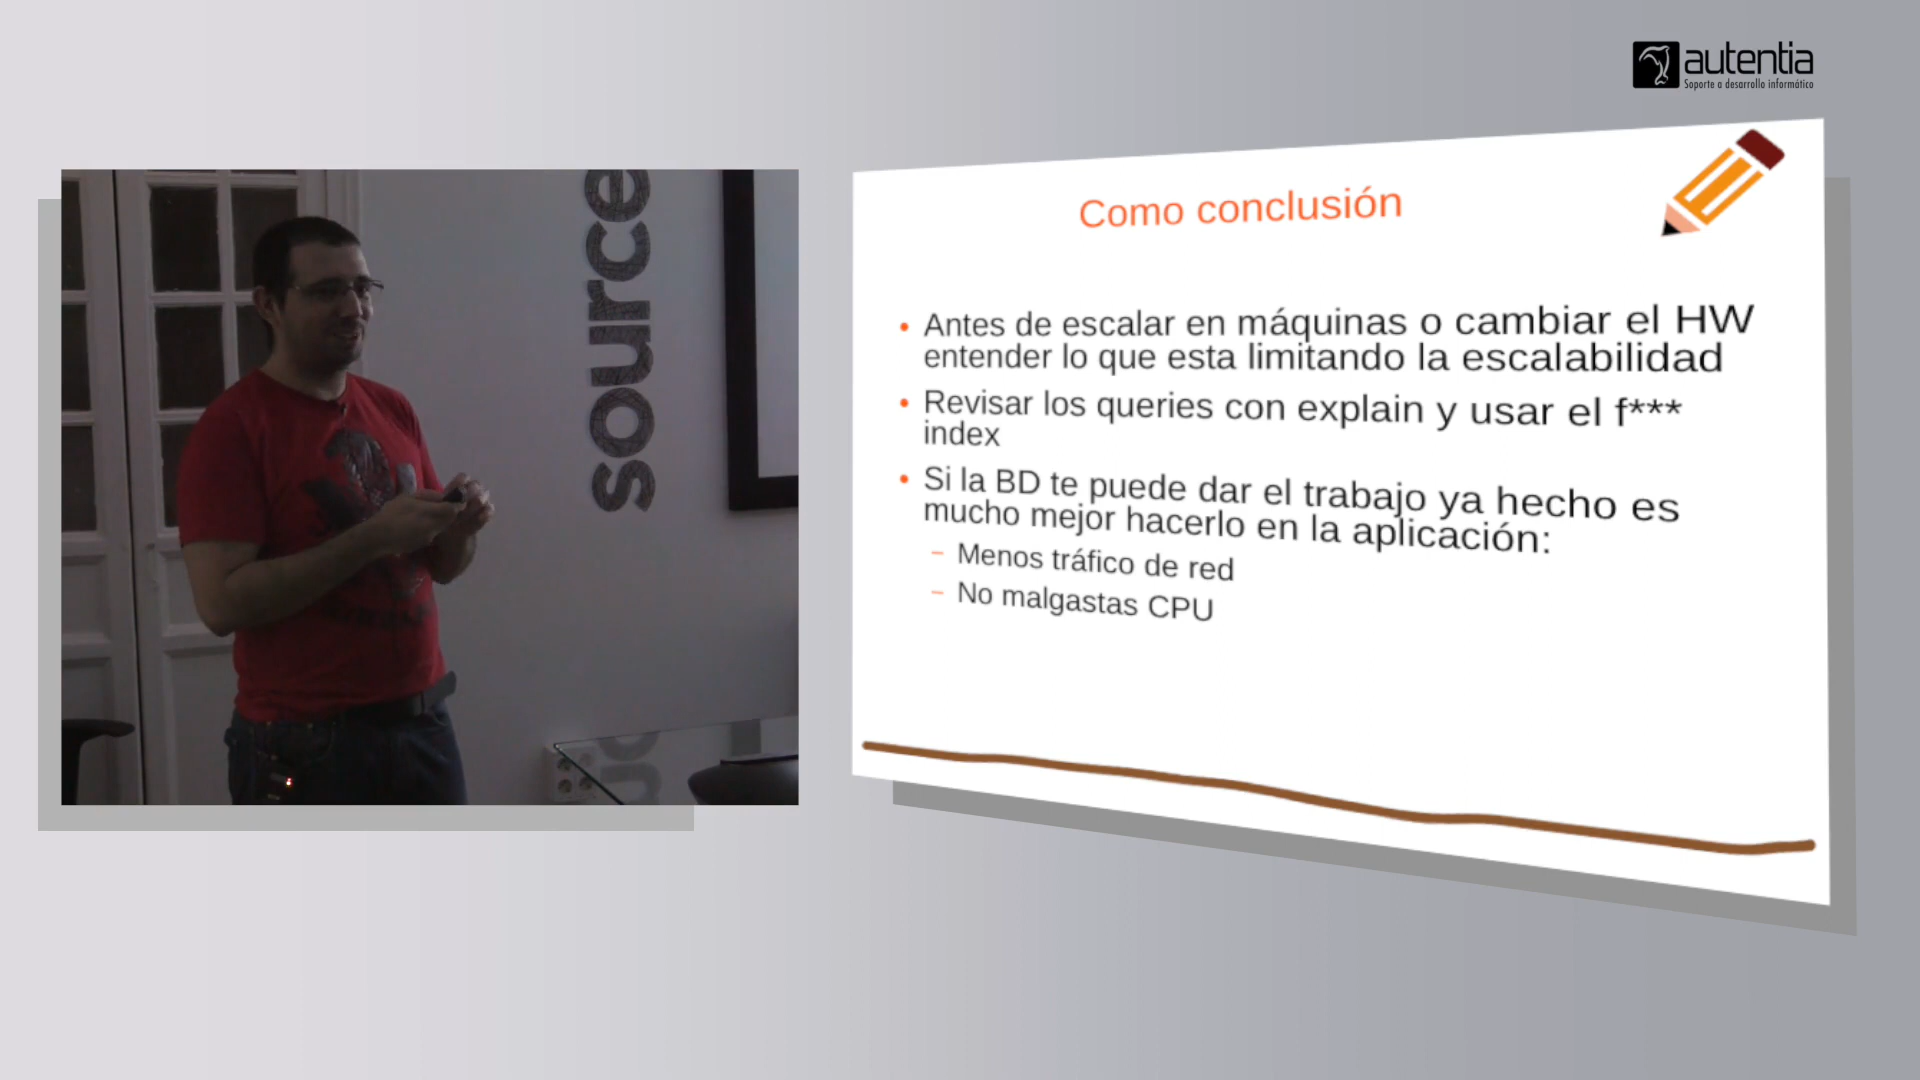 autentia
Soporte a desarrollo informático
source
Como conclusión
Antes de escalar en máquinas o cambiar el HW
entender lo que esta limitando la escalabilidad
Revisar los queries con explain y usar el f***
index
Si la BD te puede dar el trabajo ya hecho es
mucho mejor hacerlo en la aplicación:
– Menos tráfico de red
– No malgastas CPU